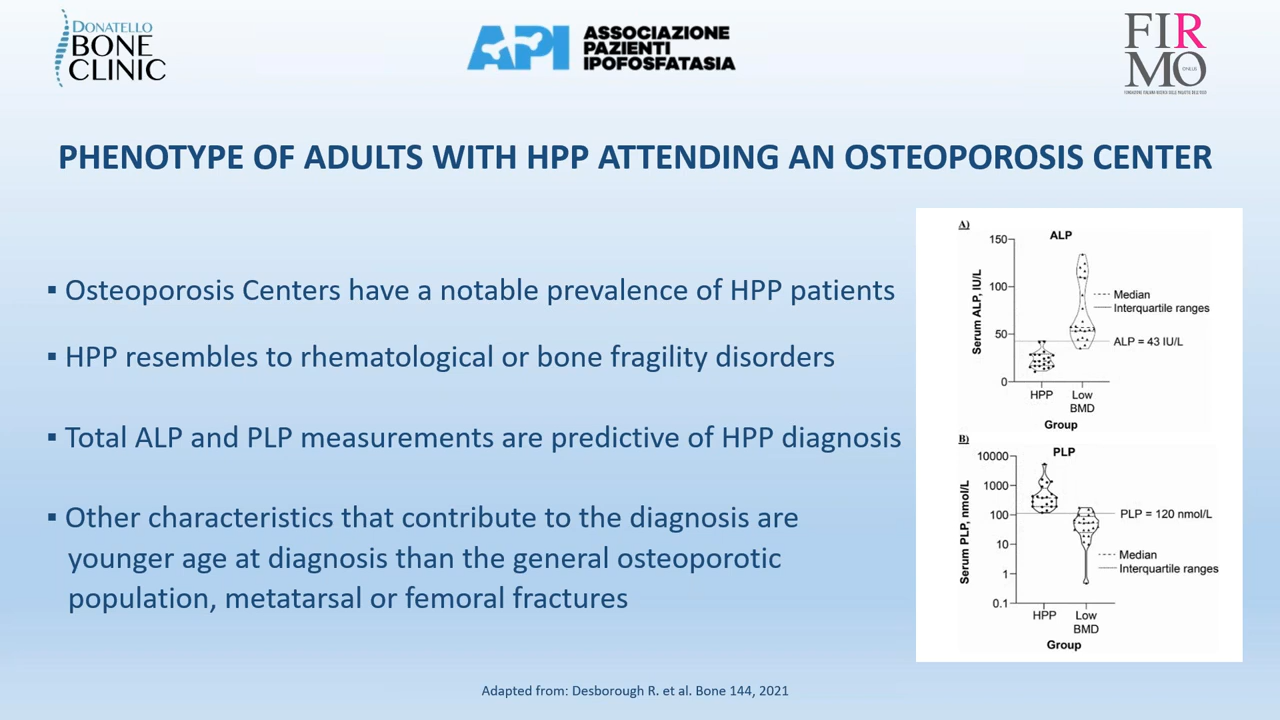 DONATELLO
BONE
CLINIC
API
ASSOCIAZIONE
PAZIENTI
IPOFOSFATASIA
FIR
MO
PHENOTYPE OF ADULTS WITH HPP ATTENDING AN OSTEOPOROSIS CENTER
▪ Osteoporosis Centers have a notable prevalence of HPP patients
▪ HPP resembles to rhematological or bone fragility disorders
▪ Total ALP and PLP measurements are predictive of HPP diagnosis
▪ Other characteristics that contribute to the diagnosis are
younger age at diagnosis than the general osteoporotic
population, metatarsal or femoral fractures
A)
ALP
150
100
50
0
Serum ALP, IU/L
Median
Interquartile ranges
ALP = 43 IU/L
HPP
Low
BMD
Group
B)
PLP
10000
1000
100
10
1
0.1
Serum PLP, nmol/L
PLP = 120 nmol/L
Median
Interquartile ranges
HPP
Low
BMD
Group
Adapted from: Desborough R. et al. Bone 144, 2021